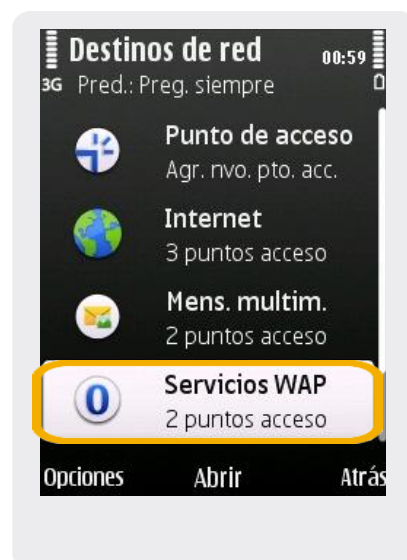 Destinos de red 00:59
3G Pred.: Preg. siempre
Punto de acceso
Agr. nvo. pto. acc.
Internet
3 puntos acceso
Mens. multim.
2 puntos acceso
Servicios WAP
2 puntos acceso
Opciones Abrir Atrás